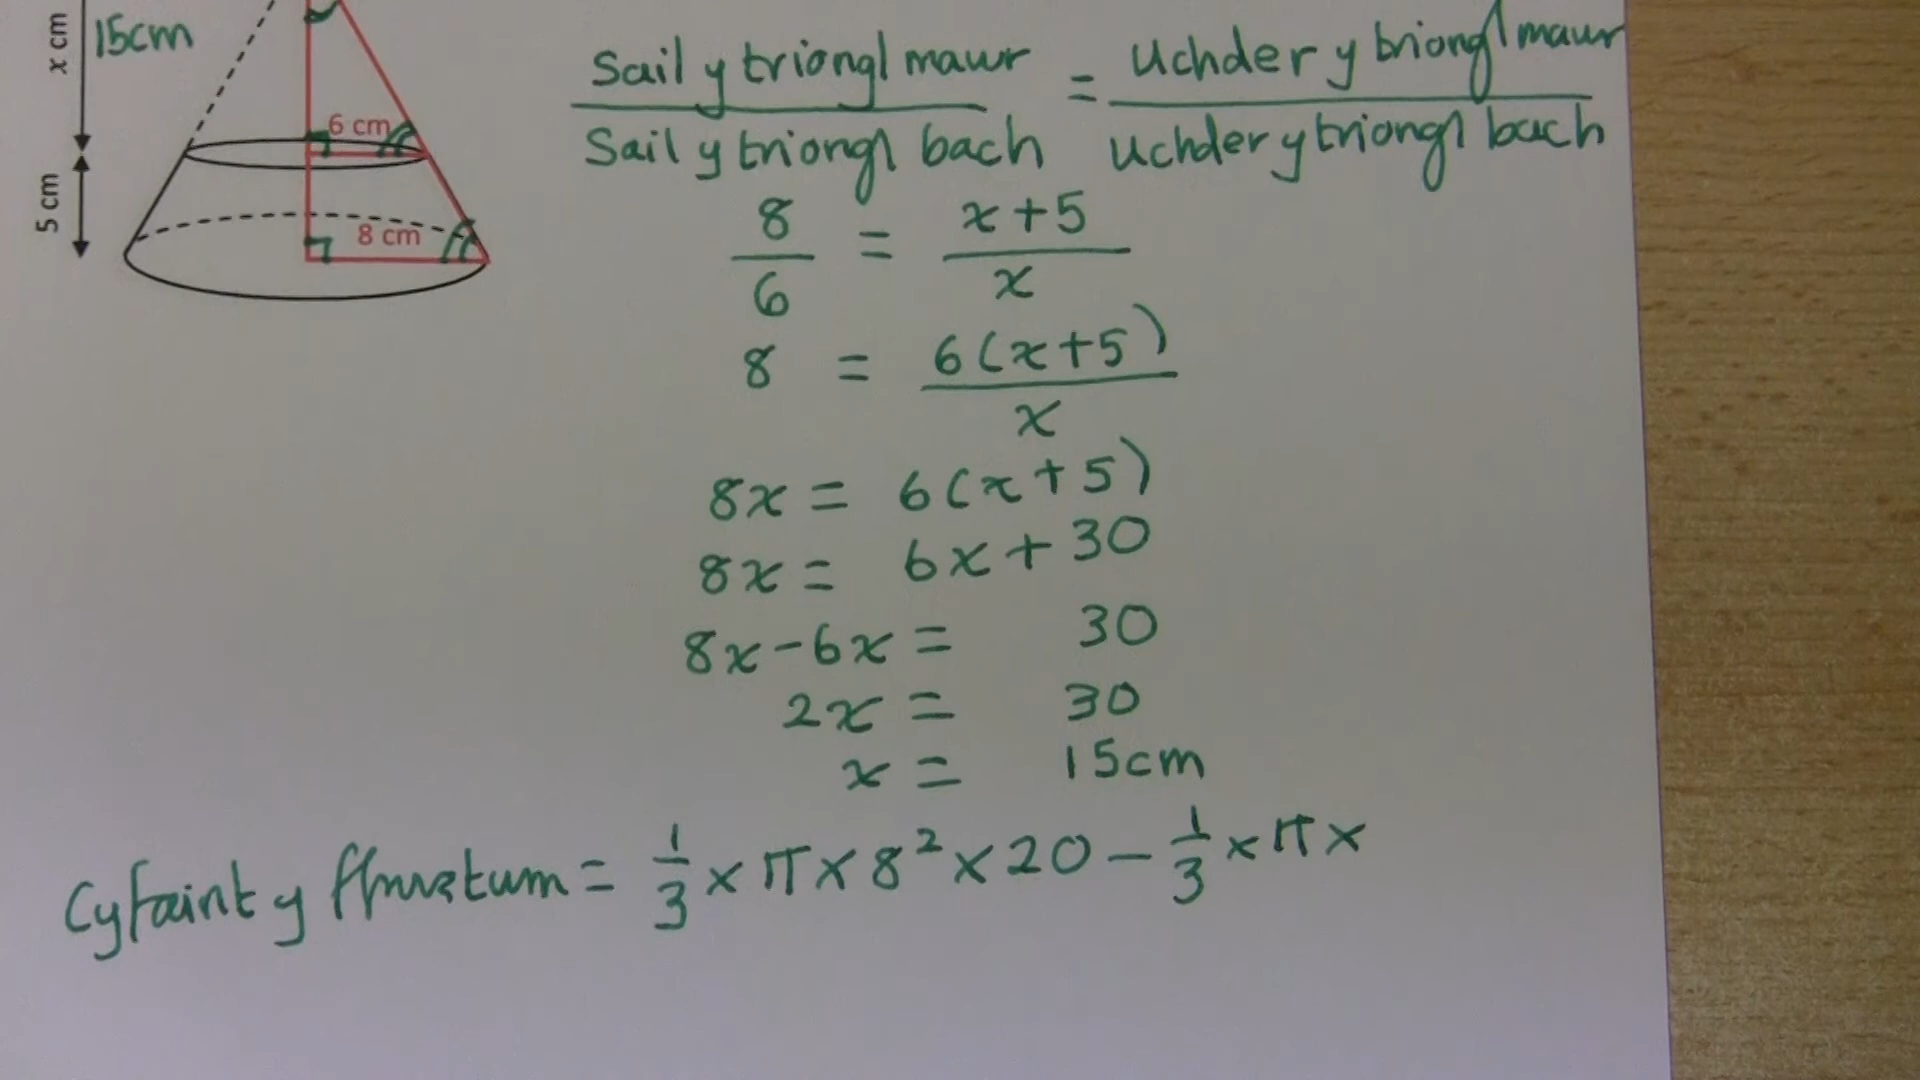 x cm
15cm
5 cm
6 cm
8 cm
Sail y triongl mawr = Uchder y triongl mawr
Sail y triongl bach Uchder y triongl bach
8 = x+5
6 x
8 = 6(x+5)
x
8x = 6(x+5)
8x = 6x+30
8x-6x = 30
2x = 30
x = 15cm
Cyfaint y ffrwstwm = 1/3 × π × 8² × 20 - 1/3 × π ×